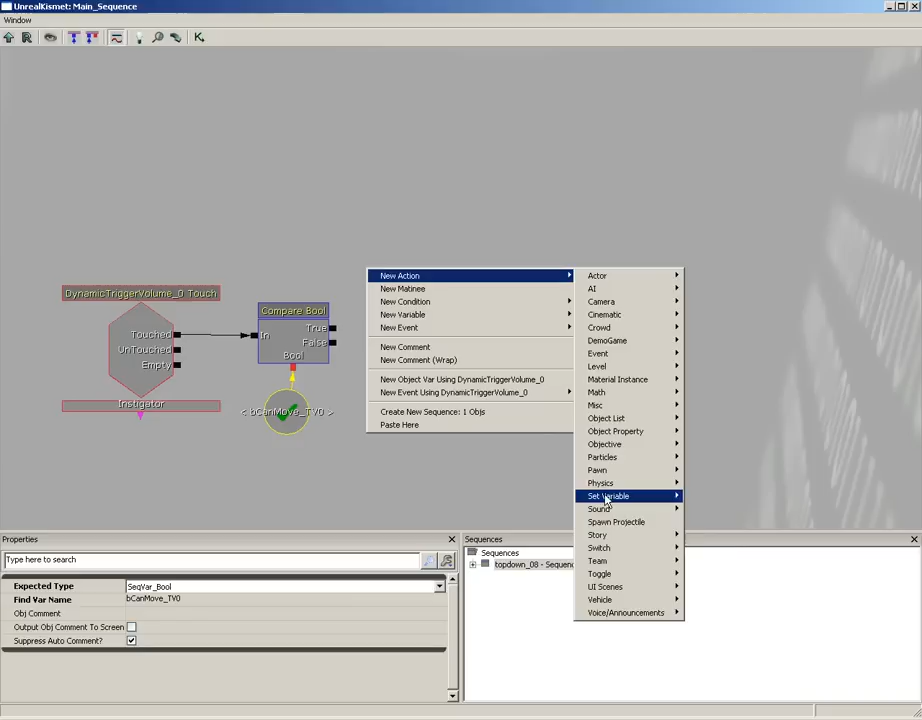 UnrealKismet: Main_Sequence
Window
DynamicTriggerVolume_0 Touch
Touched
UnTouched
Empty
Instigator
Compare Bool
In
True
False
Bool
< bCanMove_TV0 >
New Action
New Matinee
New Condition
New Variable
New Event
New Comment
New Comment (Wrap)
New Object Var Using DynamicTriggerVolume_0
New Event Using DynamicTriggerVolume_0
Create New Sequence: 1 Objs
Paste Here
Actor
AI
Camera
Cinematic
Crowd
DemoGame
Event
Level
Material Instance
Math
Misc
Object List
Object Property
Objective
Particles
Pawn
Physics
Set Variable
Sound
Spawn Projectile
Story
Switch
Team
Toggle
UI Scenes
Vehicle
Voice/Announcements
Properties
Type here to search
Expected Type
SeqVar_Bool
Find Var Name
bCanMove_TV0
Obj Comment
Output Obj Comment To Screen
Suppress Auto Comment?
Sequences
Sequences
topdown_08 - Sequenc